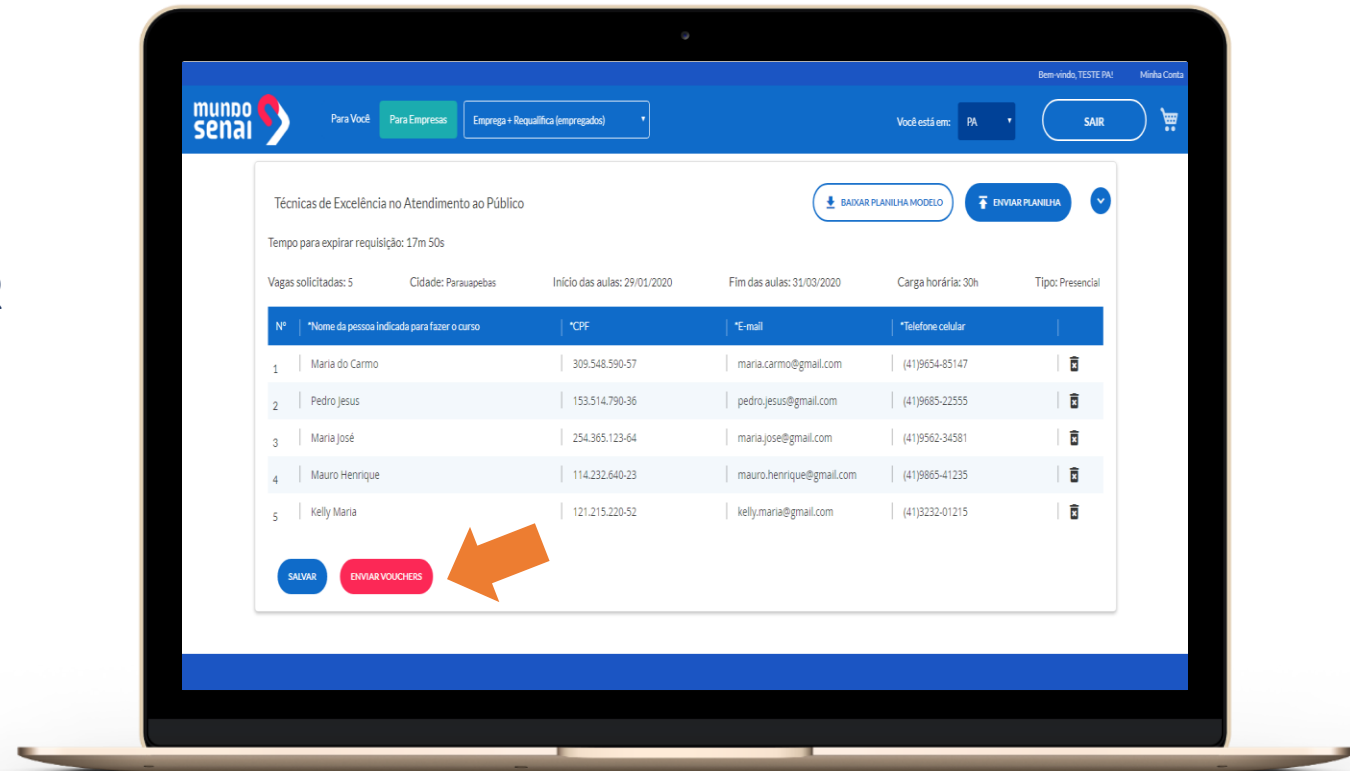 Bem-vindo, TESTE PA! Minha Conta
mundo
senai
Para Você Para Empresas Emprega + Requalifica (empregados) Você está em: PA SAIR
Técnicas de Excelência no Atendimento ao Público BAIXAR PLANILHA MODELO ENVIAR PLANILHA
Tempo para expirar requisição: 17m 50s
Vagas solicitadas: 5 Cidade: Parauapebas Início das aulas: 29/01/2020 Fim das aulas: 31/03/2020 Carga horária: 30h Tipo: Presencial
Nº *Nome da pessoa indicada para fazer o curso *CPF *E-mail *Telefone celular
1 Maria do Carmo 309.548.590-57 maria.carmo@gmail.com (41)9654-85147
2 Pedro Jesus 153.514.790-36 pedro.jesus@gmail.com (41)9685-22555
3 Maria José 254.365.123-64 maria.jose@gmail.com (41)9562-34581
4 Mauro Henrique 114.232.640-23 mauro.henrique@gmail.com (41)9865-41235
5 Kelly Maria 121.215.220-52 kelly.maria@gmail.com (41)3232-01215
SALVAR ENVIAR VOUCHERS